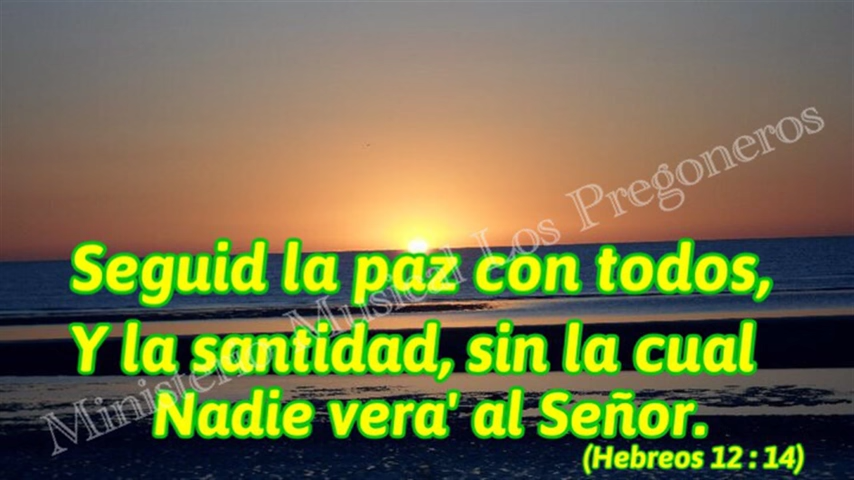 Seguid la paz con todos,
Y la santidad, sin la cual
Nadie vera' al Señor.
(Hebreos 12 : 14)
Ministerio Musical Los Pregoneros